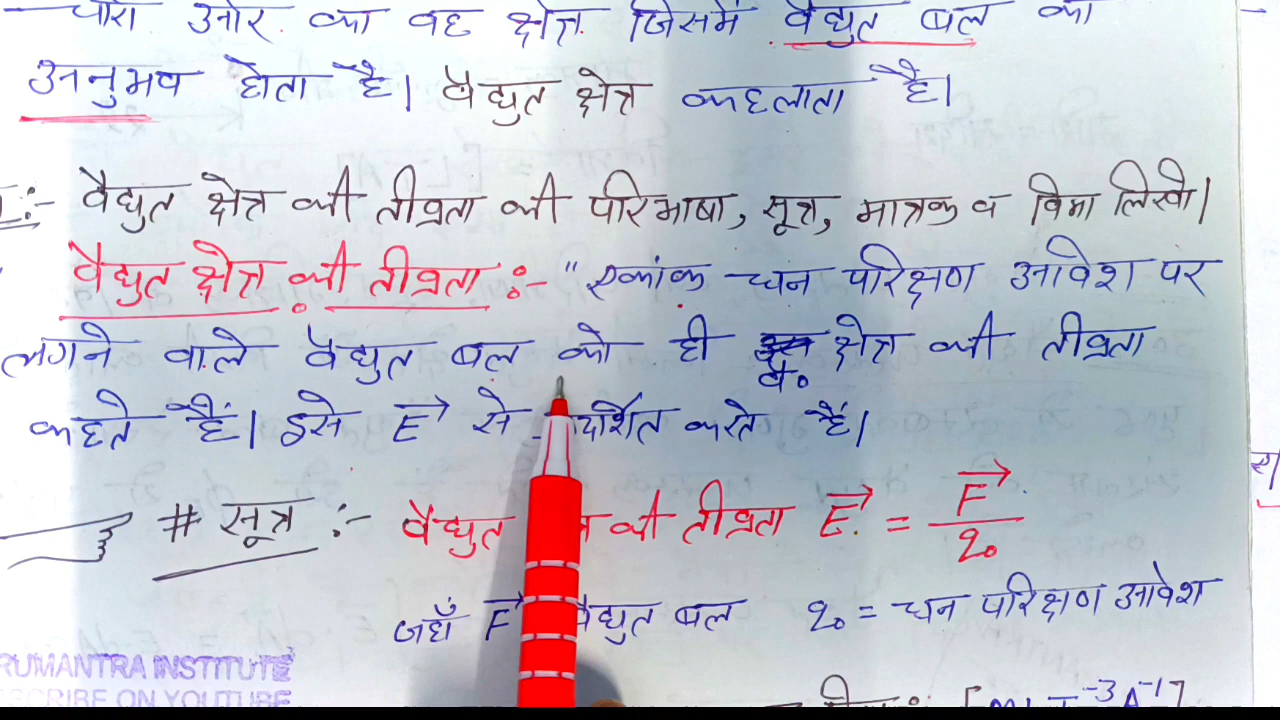 चारों ओर का वह क्षेत्र जिसमें वैद्युत बल का
अनुभव होता है। वैद्युत क्षेत्र कहलाता है।
:- वैद्युत क्षेत्र की तीव्रता की परिभाषा, सूत्र, मात्रक व विमा लिखो।
वैद्युत क्षेत्र की तीव्रता :- "एकांक धन परिक्षण आवेश पर
लगने वाले वैद्युत बल को ही वै. क्षेत्र की तीव्रता
कहते हैं। इसे E→ से दर्शित करते हैं।
# सूत्र :- वैद्युत की तीव्रता E→ = F→/q₀
जहाँ F→ वैद्युत बल q₀ = धन परिक्षण आवेश
RUMANTRA INSTITUTE
SCRIBE ON YOUTUBE